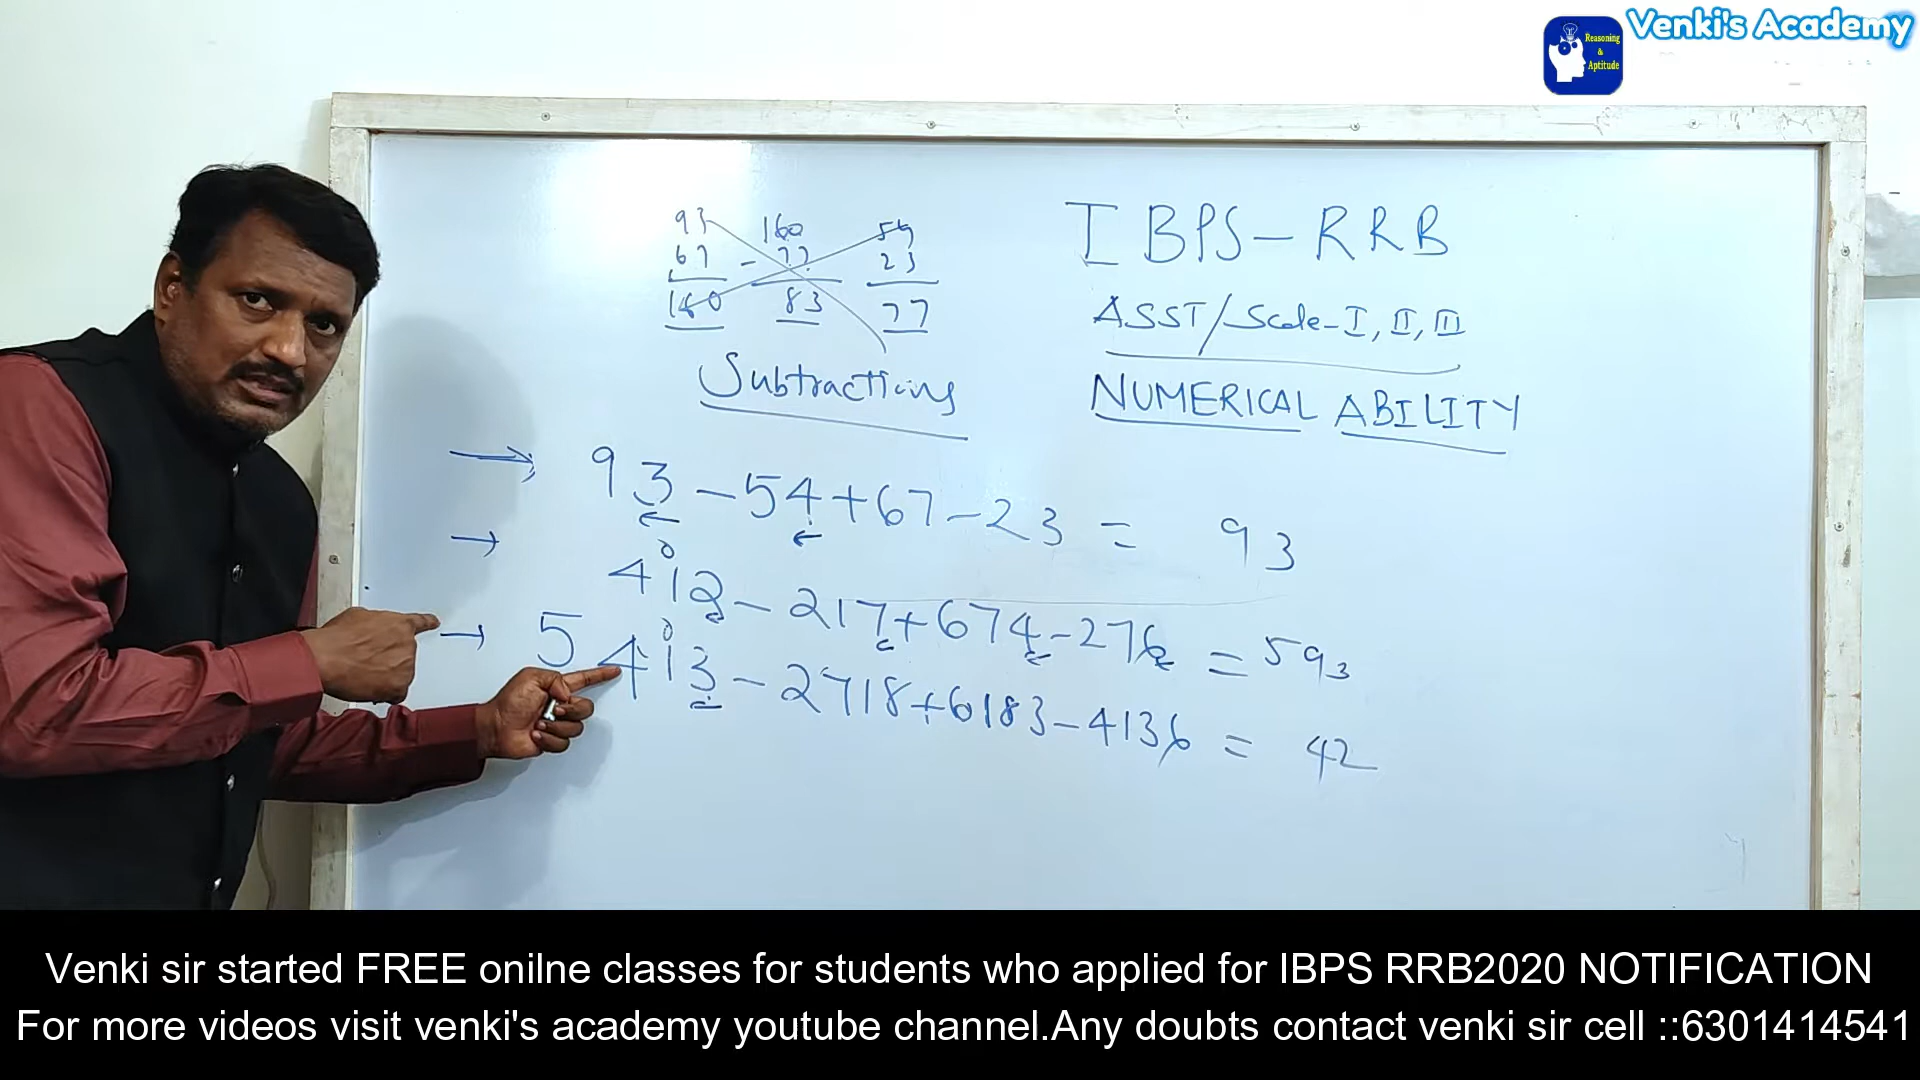 Venki's Academy
Reasoning
&
Aptitude
93 160 54
67 - 77 23
160 83 77
Subtractions
IBPS-RRB
ASST/Scale-I, II, III
NUMERICAL ABILITY
→ 93 - 54 + 67 - 23 = 93
0
→ 412 - 217 + 674 - 276 = 593
0
→ 5413 - 2718 + 6183 - 4136 = 42
Venki sir started FREE onilne classes for students who applied for IBPS RRB2020 NOTIFICATION
For more videos visit venki's academy youtube channel.Any doubts contact venki sir cell ::6301414541